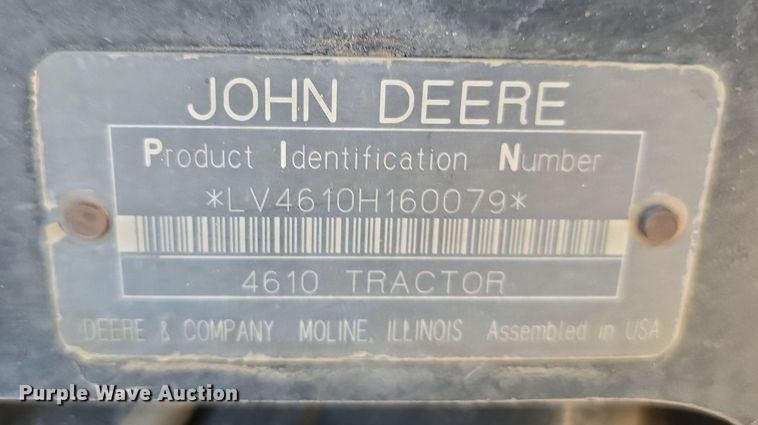 JOHN DEERE
Product Identification Number
*LV4610H160079*
4610 TRACTOR
DEERE & COMPANY MOLINE, ILLINOIS Assembled in USA
Purple Wave Auction